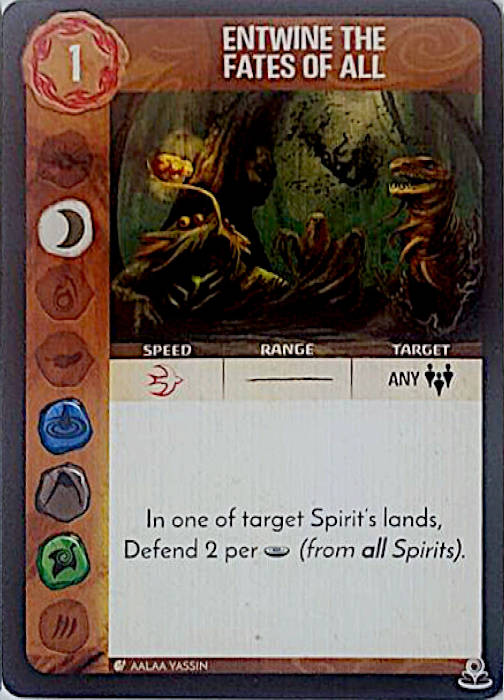 1
ENTWINE THE
FATES OF ALL
SPEED RANGE TARGET
ANY
In one of target Spirit's lands,
Defend 2 per (from all Spirits).
AALAA YASSIN